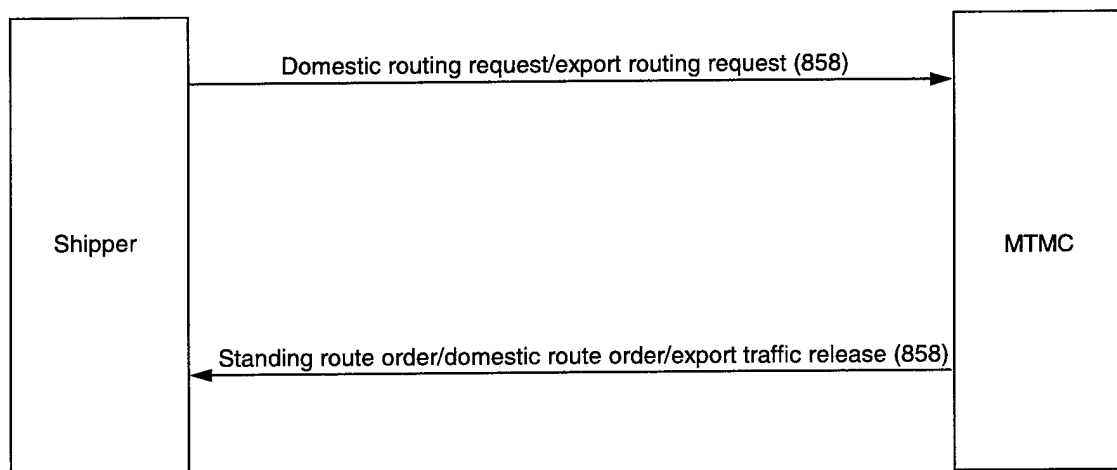 Domestic routing request/export routing request (858)
Shipper
MTMC
Standing route order/domestic route order/export traffic release (858)